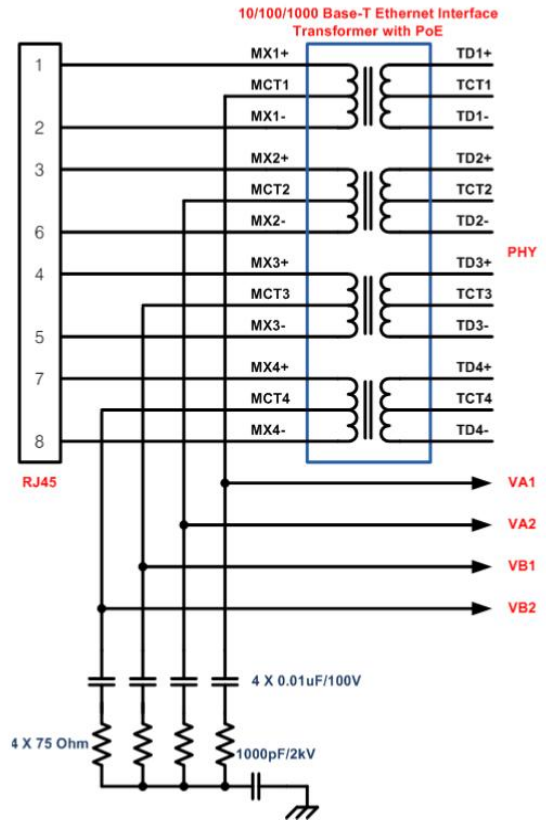 10/100/1000 Base-T Ethernet Interface
Transformer with PoE
1 MX1+ TD1+
MCT1 TCT1
2 MX1- TD1-
3 MX2+ TD2+
MCT2 TCT2
6 MX2- TD2-
PHY
4 MX3+ TD3+
MCT3 TCT3
5 MX3- TD3-
7 MX4+ TD4+
MCT4 TCT4
8 MX4- TD4-
RJ45 VA1
VA2
VB1
VB2
4 X 0.01uF/100V
4 X 75 Ohm 1000pF/2kV